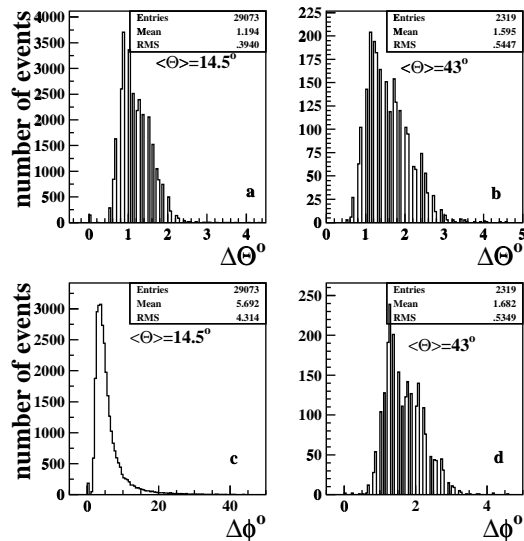 Entries 29073
Mean 1.194
RMS .3940
<Θ>=14.5°
number of events
4000
3500
3000
2500
2000
1500
1000
500
0
a
0 1 2 3 4
ΔΘ°
Entries 2319
Mean 1.595
RMS .5447
<Θ>=43°
225
200
175
150
125
100
75
50
25
0
b
0 1 2 3 4 5
ΔΘ°
Entries 29073
Mean 5.692
RMS 4.314
<Θ>=14.5°
number of events
3000
2500
2000
1500
1000
500
0
c
0 20 40
Δϕ°
Entries 2319
Mean 1.682
RMS .5349
<Θ>=43°
250
200
150
100
50
0
d
0 2 4
Δϕ°